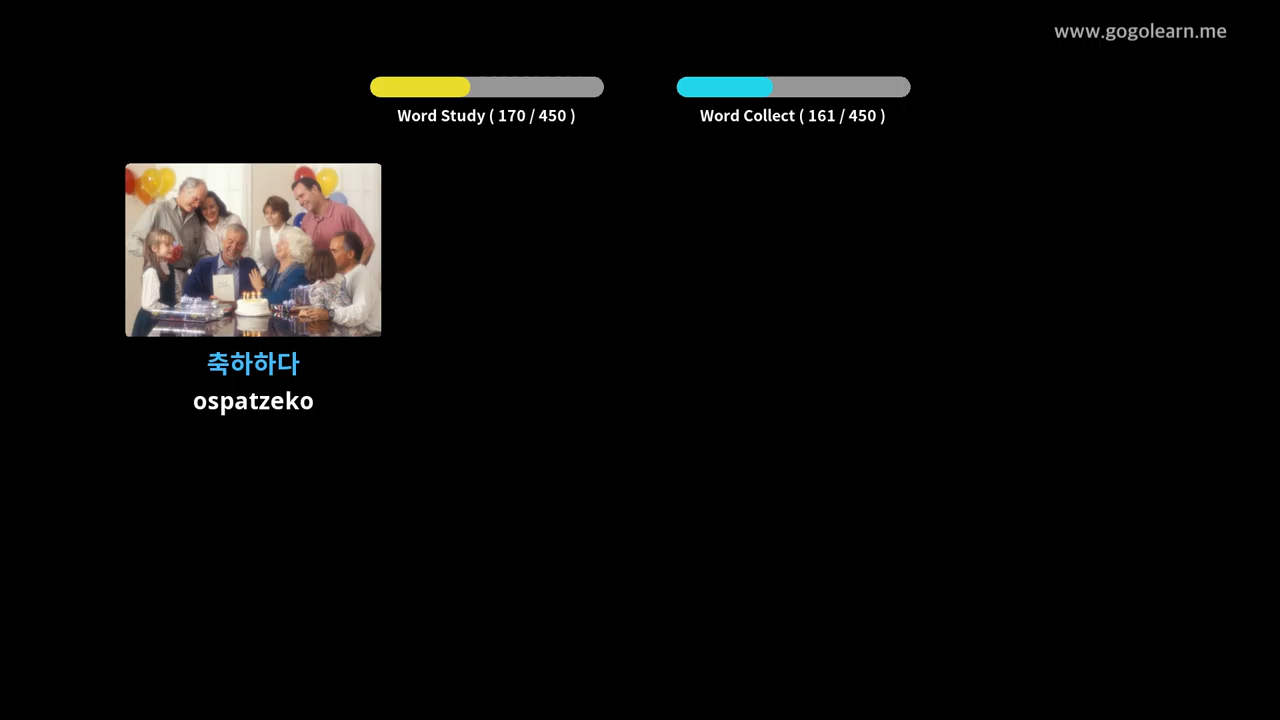 www.gogolearn.me
Word Study ( 170 / 450 )
Word Collect ( 161 / 450 )
축하하다
ospatzeko